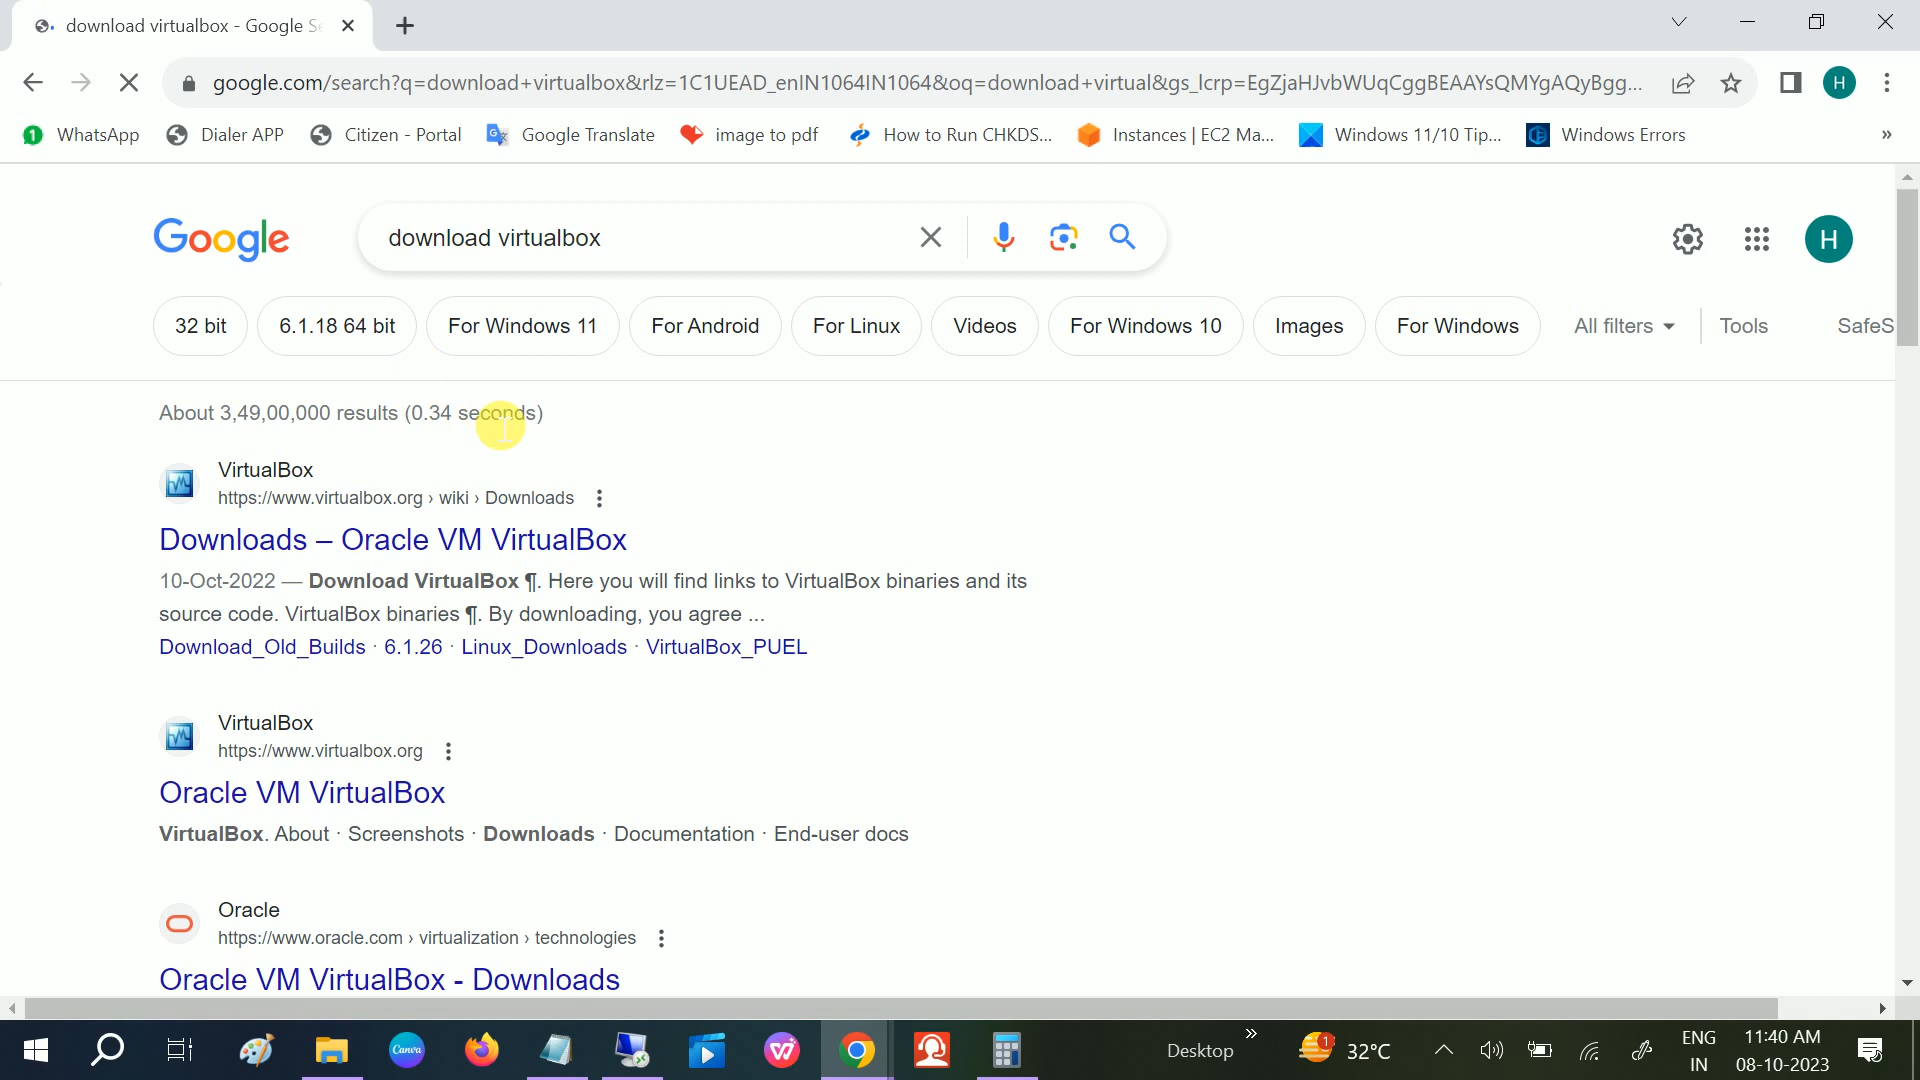 download virtualbox - Google S
google.com/search?q=download+virtualbox&rlz=1C1UEAD_enIN1064IN1064&oq=download+virtual&gs_lcrp=EgZjaHJvbWUqCggBEAAYsQMYgAQyBgg...
H
1 WhatsApp Dialer APP Citizen - Portal Google Translate image to pdf How to Run CHKDS... Instances | EC2 Ma... Windows 11/10 Tip... Windows Errors »
Google download virtualbox H
32 bit 6.1.18 64 bit For Windows 11 For Android For Linux Videos For Windows 10 Images For Windows All filters Tools SafeS
About 3,49,00,000 results (0.34 seconds)
VirtualBox
https://www.virtualbox.org › wiki › Downloads
Downloads – Oracle VM VirtualBox
10-Oct-2022 — Download VirtualBox ¶. Here you will find links to VirtualBox binaries and its
source code. VirtualBox binaries ¶. By downloading, you agree ...
Download_Old_Builds · 6.1.26 · Linux_Downloads · VirtualBox_PUEL
VirtualBox
https://www.virtualbox.org
Oracle VM VirtualBox
VirtualBox. About · Screenshots · Downloads · Documentation · End-user docs
Oracle
https://www.oracle.com › virtualization › technologies
Oracle VM VirtualBox - Downloads
Canva
Desktop » 1 32°C
ENG
IN
11:40 AM
08-10-2023